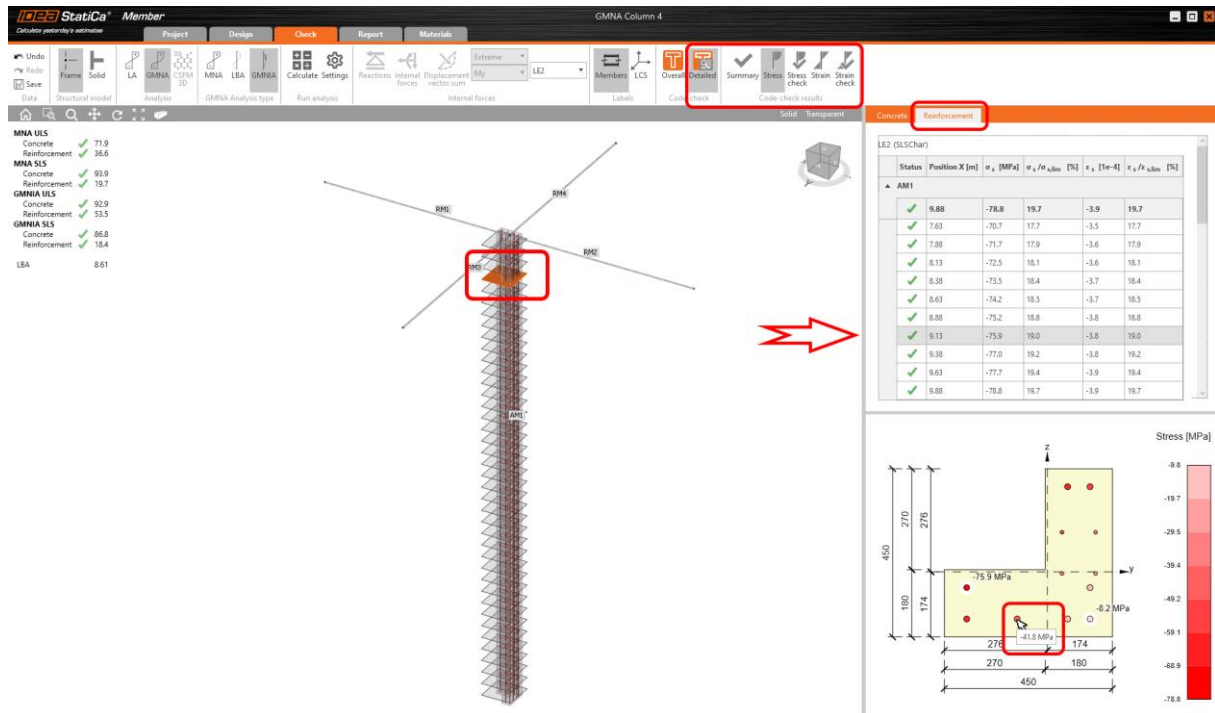 IDEA StatiCa® Member
GMNA Column 4
Calculate yesterday's estimates
Project Design Check Report Materials
Undo
Redo
Save
Data
Frame Solid
Structural model
LA GMNA CSFM 3D
Analysis
MNA LBA GMNIA
GMNA Analysis type
Calculate Settings
Run analysis
Reactions Internal forces Displacement vector sum
Extreme
My
LE2
Internal forces
Members LCS
Labels
Overall Detailed
Code-check
Summary Stress Stress check Strain Strain check
Code-check results
Solid Transparent
MNA ULS
Concrete 71.9
Reinforcement 36.6
MNA SLS
Concrete 93.9
Reinforcement 19.7
GMNIA ULS
Concrete 92.9
Reinforcement 53.5
GMNIA SLS
Concrete 86.8
Reinforcement 18.4
LBA 8.61
RM4
RM1
RM2
RM3
AM1
Concrete Reinforcement
LE2 (SLSChar)
Status Position X [m] σ s [MPa] σ s/σ s,lim [%] ε s [1e-4] ε s/ε s,lim [%]
AM1
9.88 -78.8 19.7 -3.9 19.7
7.63 -70.7 17.7 -3.5 17.7
7.88 -71.7 17.9 -3.6 17.9
8.13 -72.5 18.1 -3.6 18.1
8.38 -73.5 18.4 -3.7 18.4
8.63 -74.2 18.5 -3.7 18.5
8.88 -75.2 18.8 -3.8 18.8
9.13 -75.9 19.0 -3.8 19.0
9.38 -77.0 19.2 -3.8 19.2
9.63 -77.7 19.4 -3.9 19.4
9.88 -78.8 19.7 -3.9 19.7
Stress [MPa]
z
y
450
270
276
180
174
-75.9 MPa
-8.2 MPa
-41.8 MPa
276 174
270 180
450
-9.8
-19.7
-29.5
-39.4
-49.2
-59.1
-68.9
-78.8